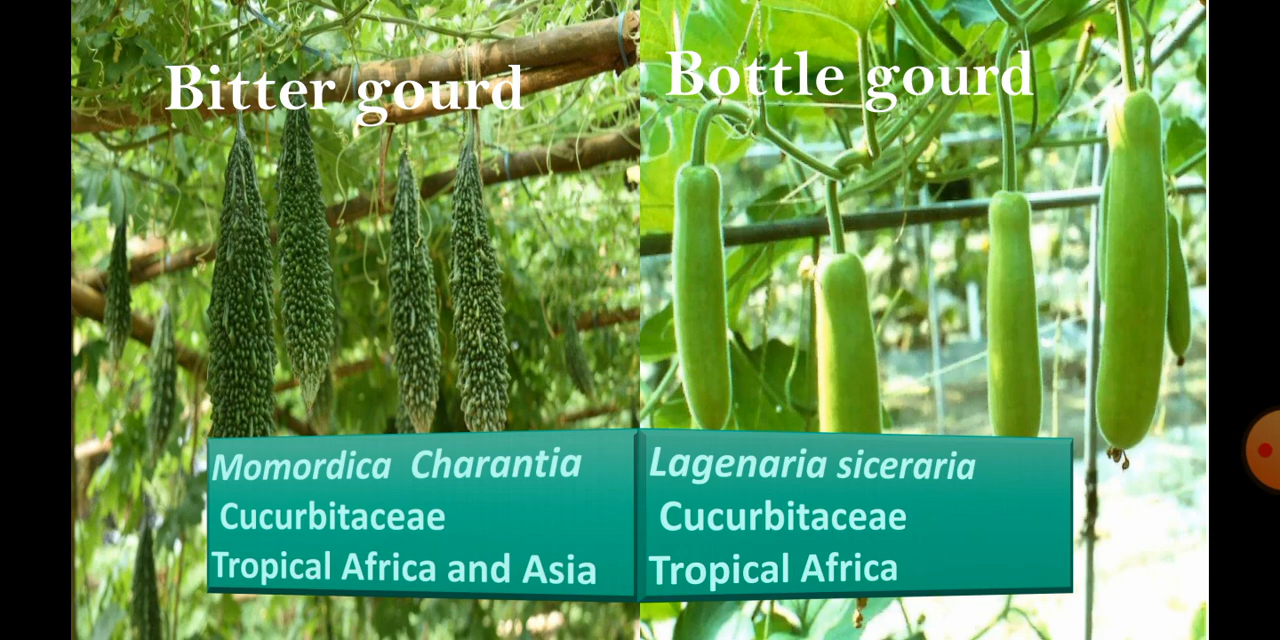 Bitter gourd
Momordica Charantia
Cucurbitaceae
Tropical Africa and Asia
Bottle gourd
Lagenaria siceraria
Cucurbitaceae
Tropical Africa